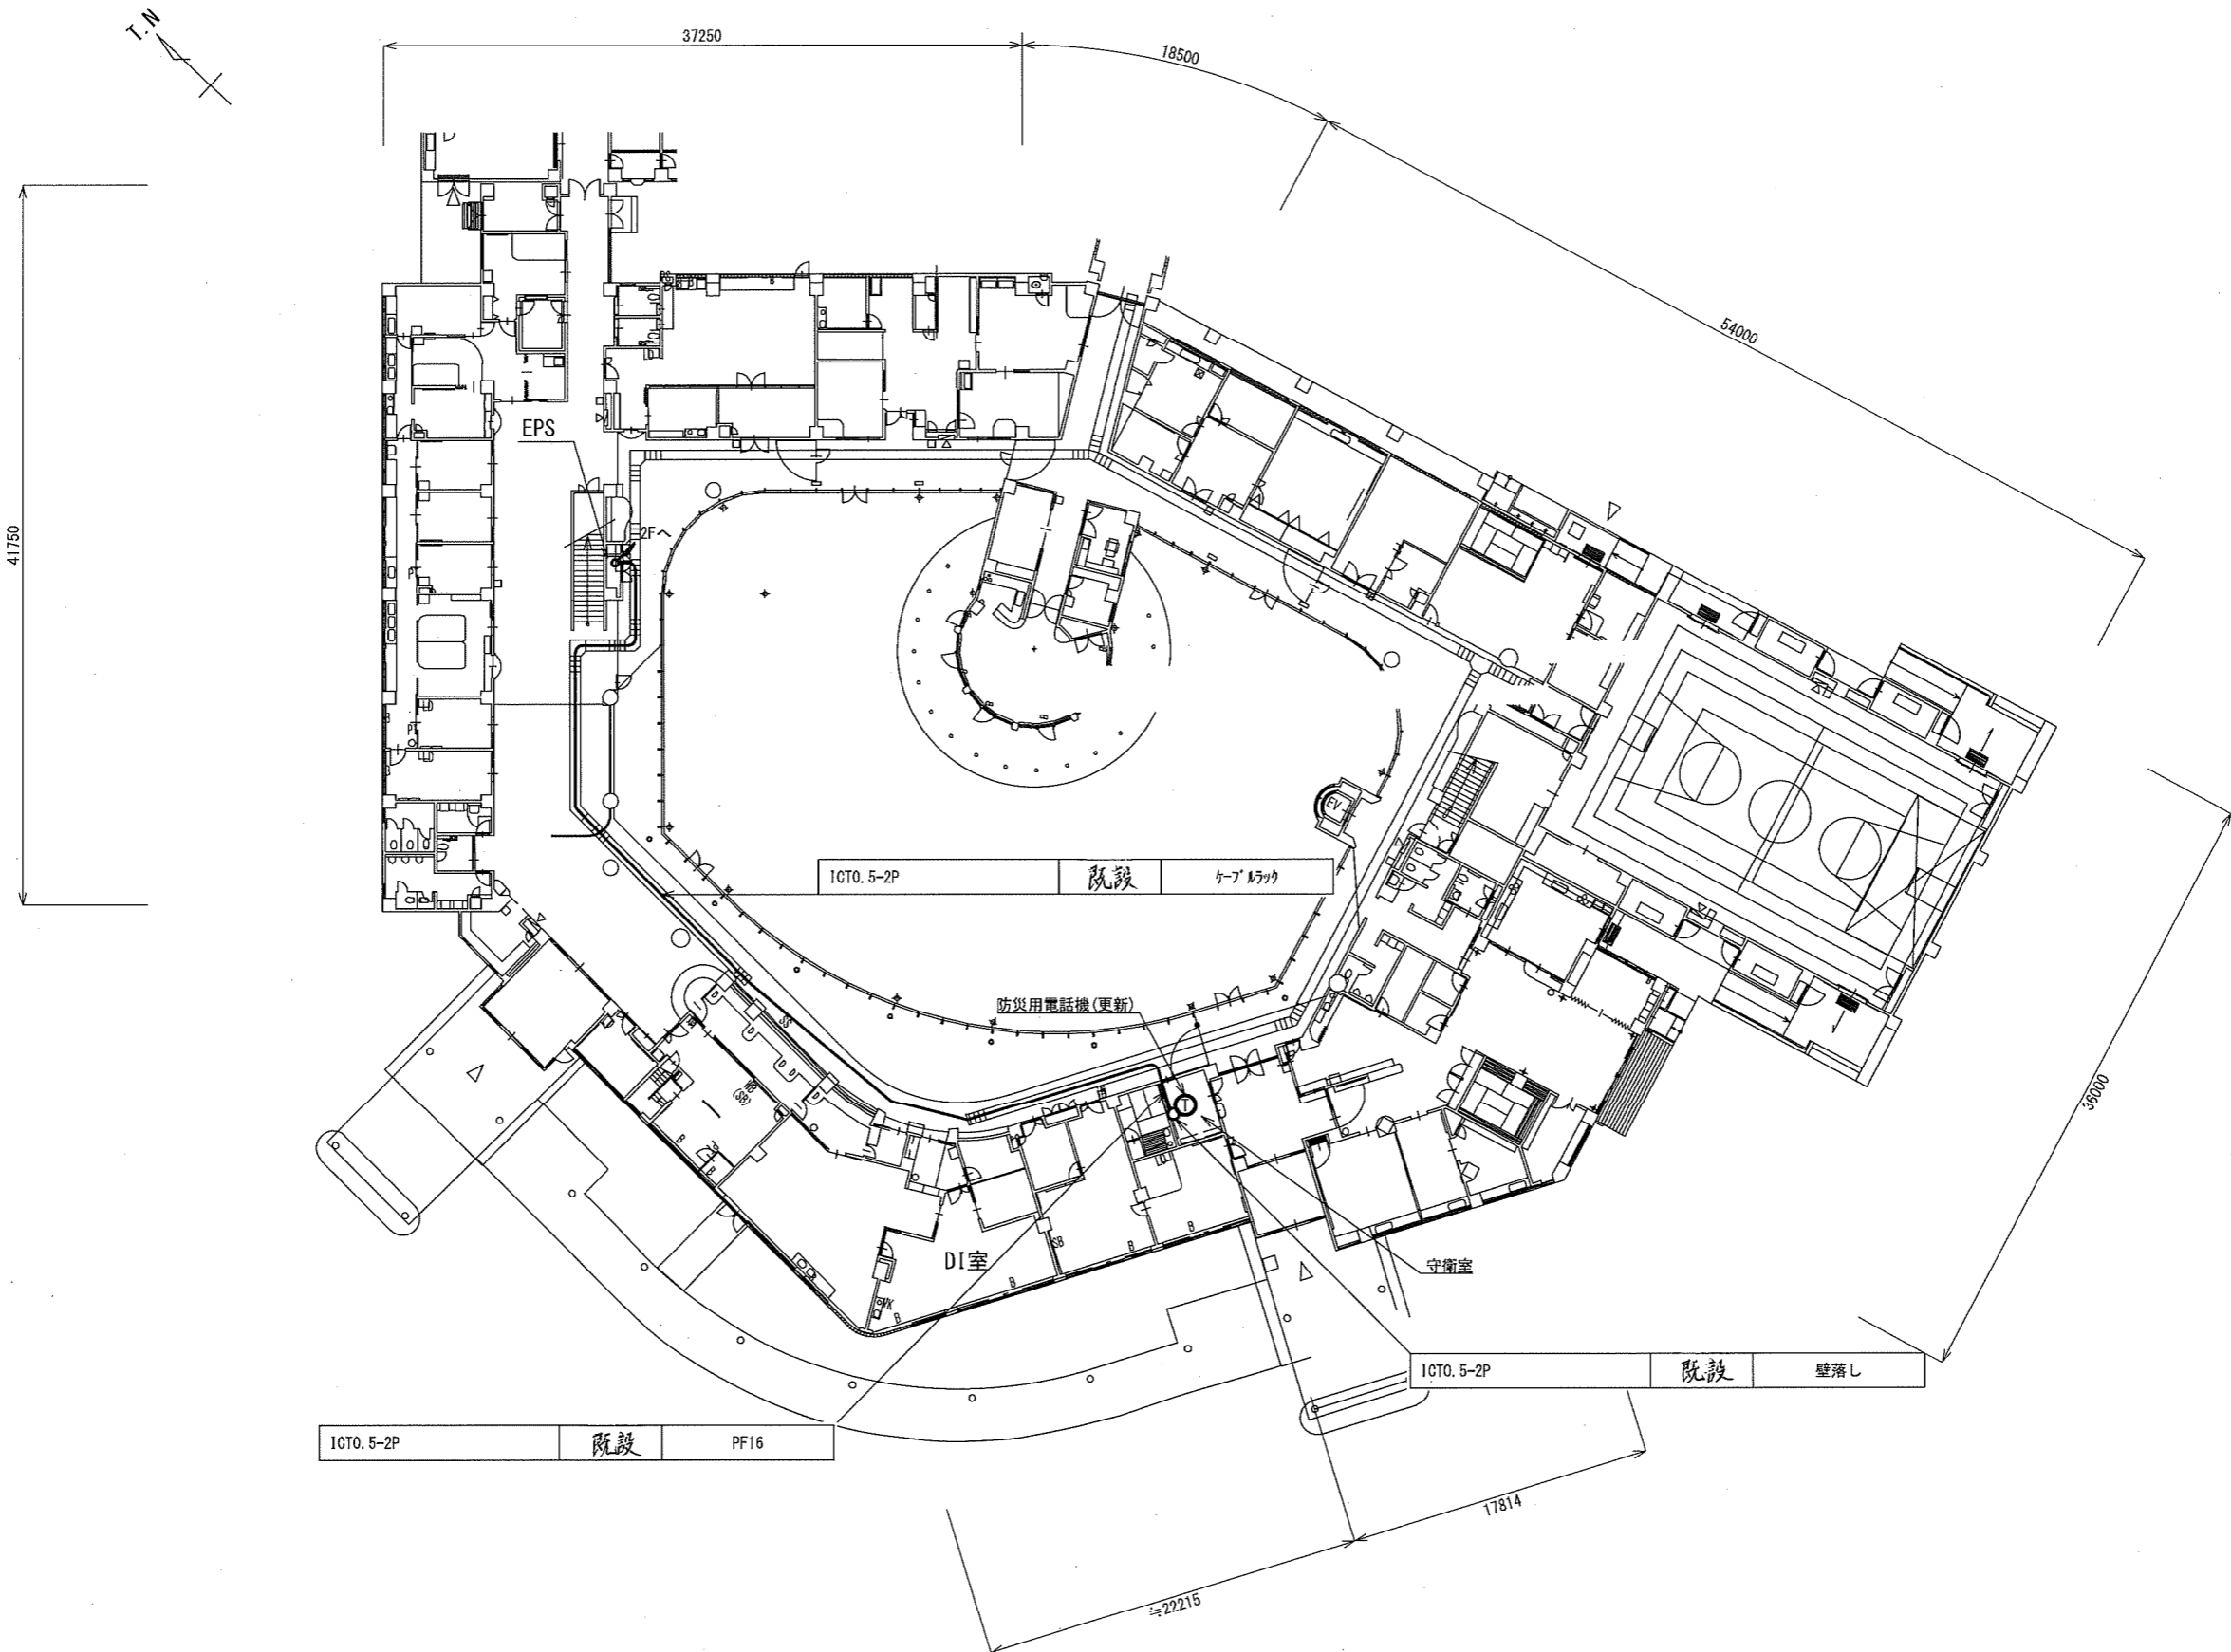 T.N
37250
18500
54000
41750
EPS
2Fへ
EV
ICT0.5-2P 既設 ケーブルラック
防災用電話機(更新)
T
36000
DI室
守衛室
ICT0.5-2P 既設 壁落し
ICT0.5-2P 既設 PF16
17814
≒22215